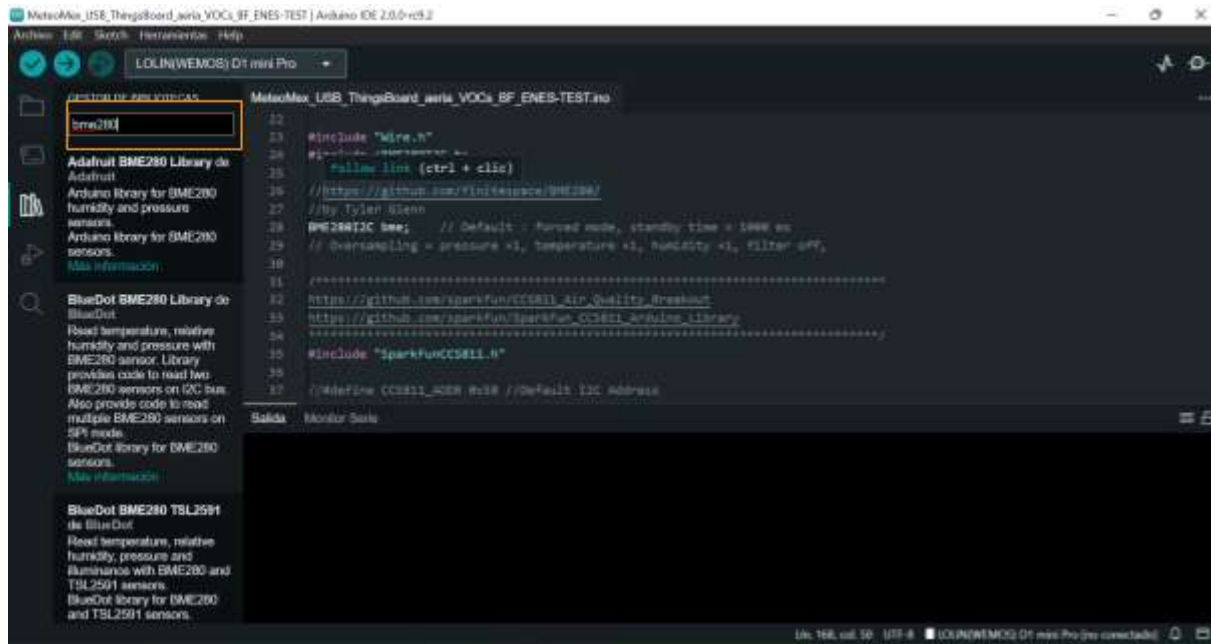 MeteoMex_USB_ThingsBoard_aeria_VOCs_BF_ENES-TEST | Arduino IDE 2.0.0-rc9.2
Archivo Edit Sketch Herramientas Help
LOLIN(WEMOS) D1 mini Pro
GESTOR DE BIBLIOTECAS
bme280
Adafruit BME280 Library de
Adafruit
Arduino library for BME280
humidity and pressure
sensors.
Arduino library for BME280
sensors.
Más información
BlueDot BME280 Library de
BlueDot
Read temperature, relative
humidity and pressure with
BME280 sensor. Library
provides code to read two
BME280 sensors on I2C bus.
Also provide code to read
multiple BME280 sensors on
SPI mode.
BlueDot library for BME280
sensors.
Más información
BlueDot BME280 TSL2591
de BlueDot
Read temperature, relative
humidity, pressure and
illuminance with BME280 and
TSL2591 sensors.
BlueDot library for BME280
and TSL2591 sensors.
MeteoMex_USB_ThingsBoard_aeria_VOCs_BF_ENES-TEST.ino
22
23 #include "Wire.h"
24
25 Follow link (ctrl + clic)
26 //https://github.com/finitespace/BME280/
27 //by Tyler Glenn
28 BME280I2C bme; // Default : forced mode, standby time = 1000 ms
29 // Oversampling = pressure ×1, temperature ×1, humidity ×1, filter off,
30
31 /****************************************************************************
32 https://github.com/sparkfun/CCS811_Air_Quality_Breakout
33 https://github.com/sparkfun/SparkFun_CCS811_Arduino_Library
34 ****************************************************************************/
35 #include "SparkFunCCS811.h"
36
37 //#define CCS811_ADDR 0x5B //Default I2C Address
Salida Monitor Serie
Lín. 168, col. 50 UTF-8 LOLIN(WEMOS) D1 mini Pro [no conectado]